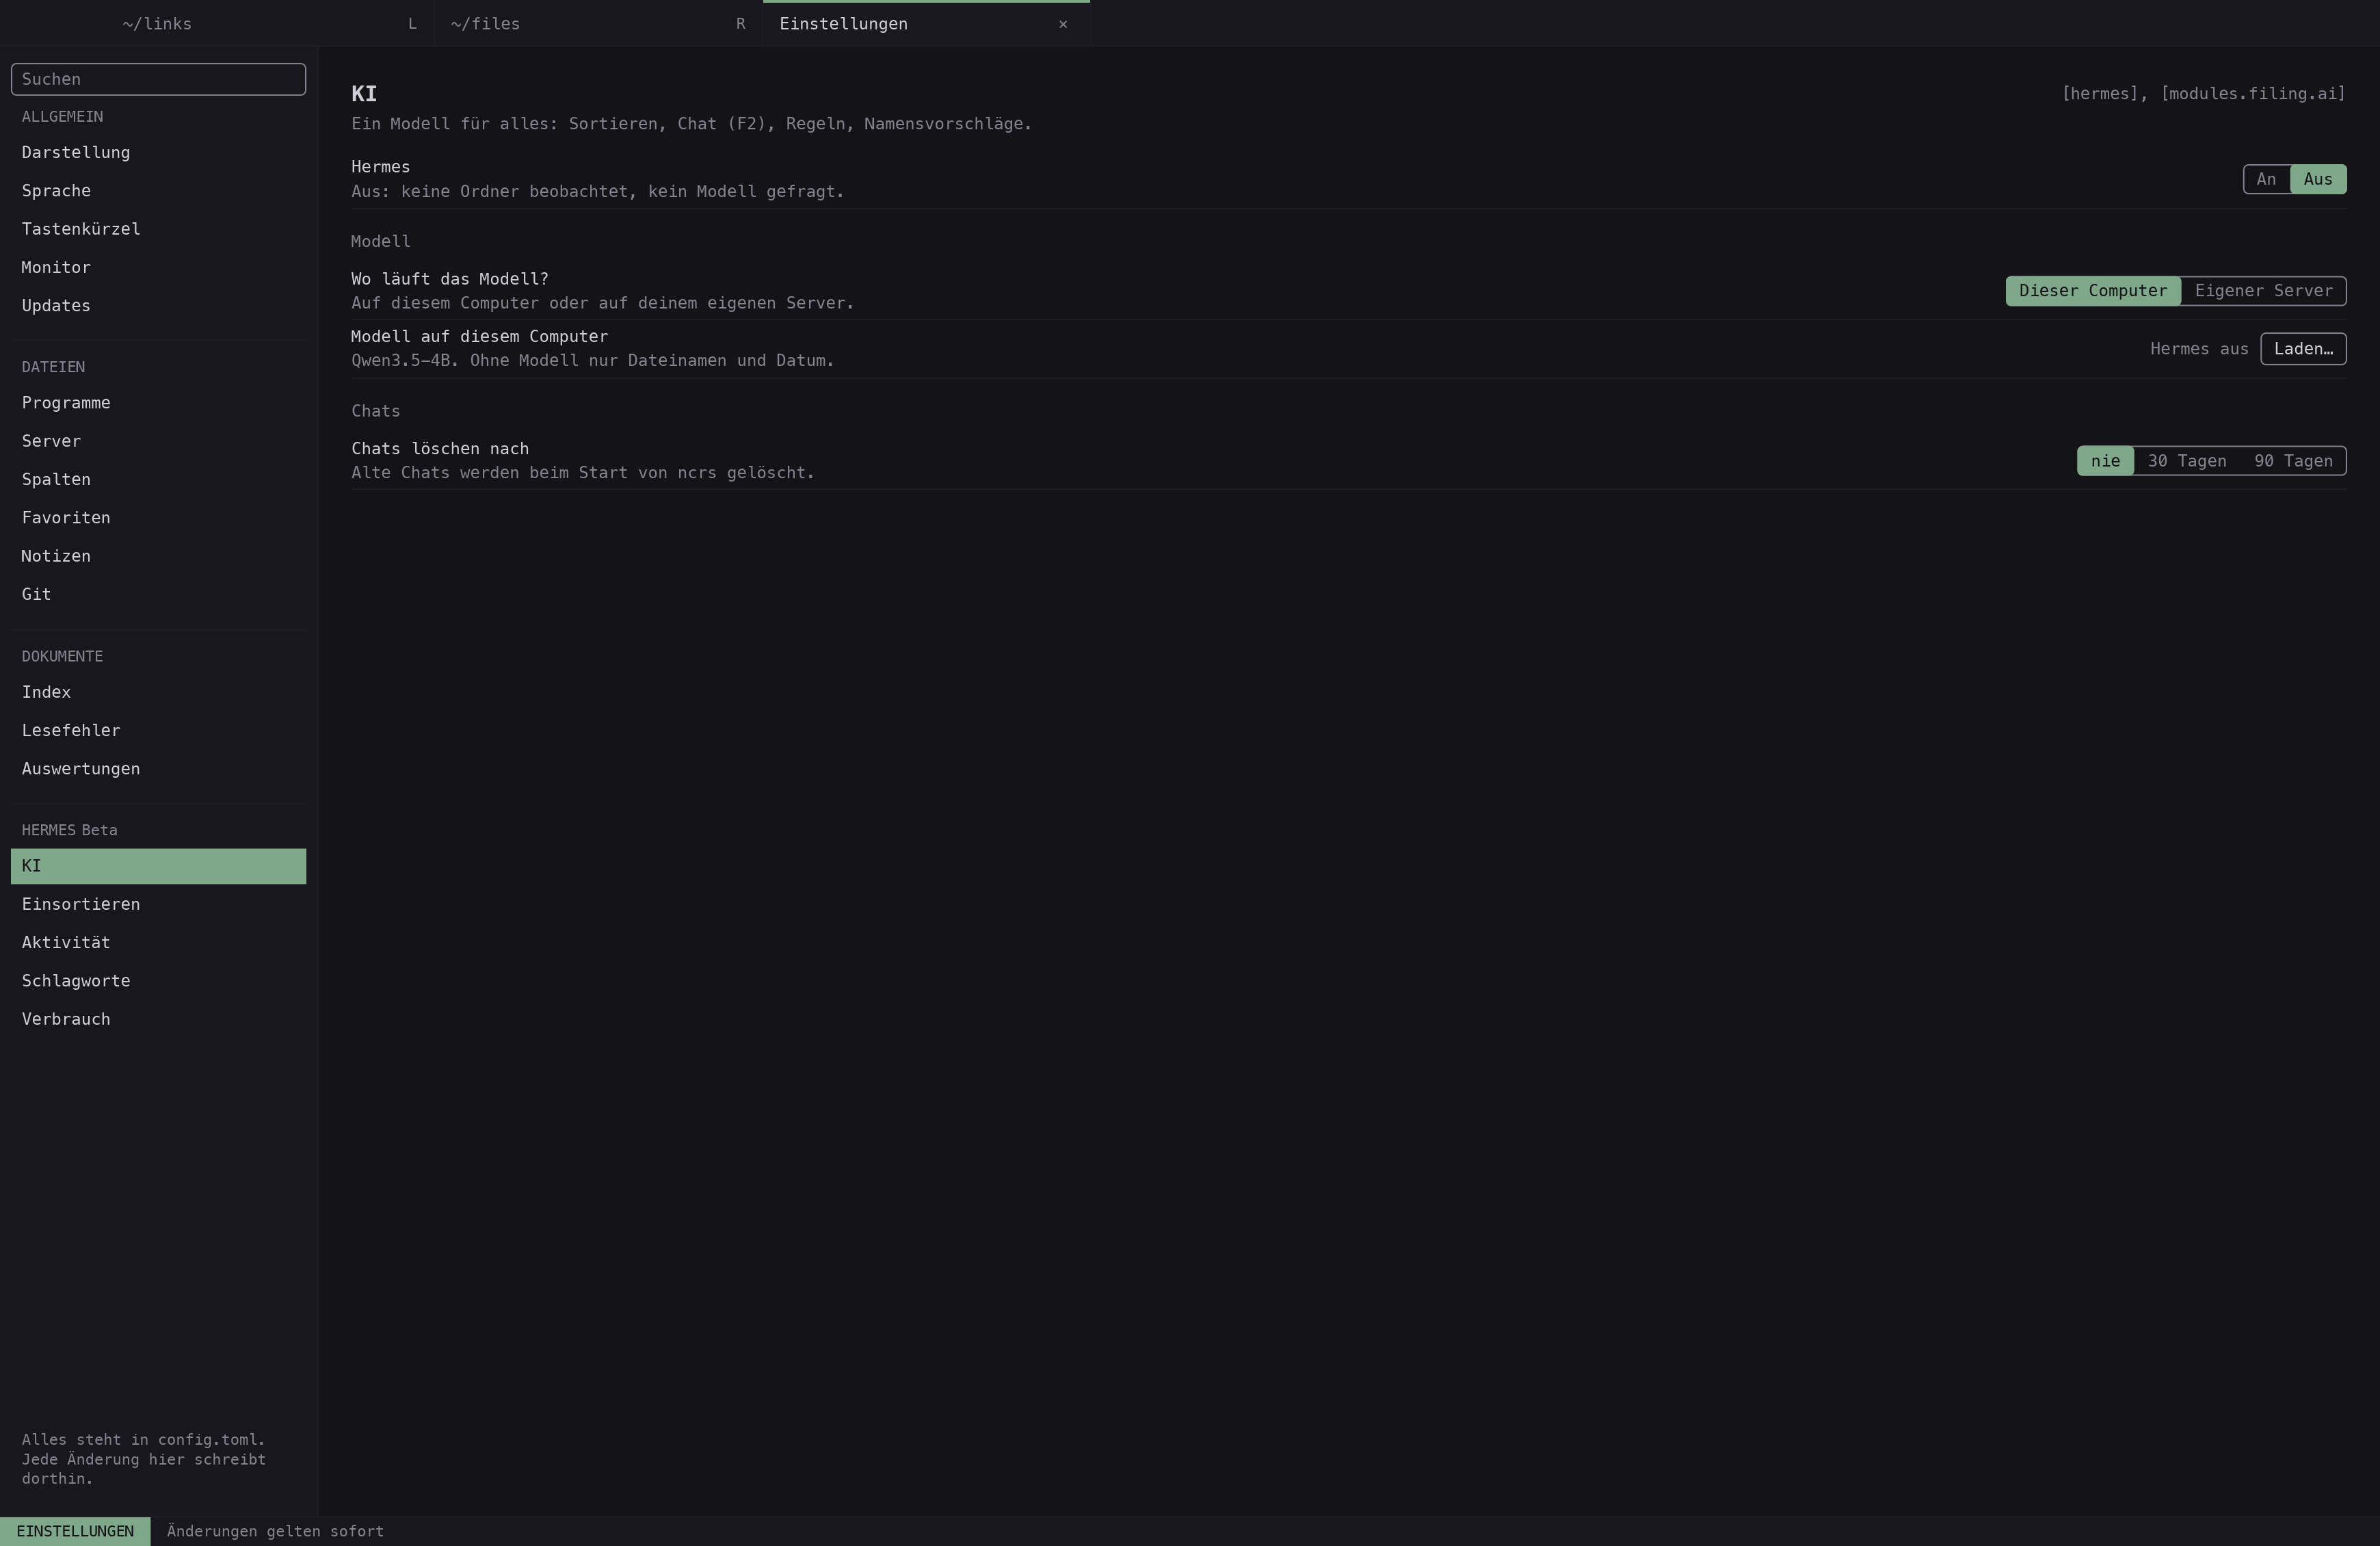 ~/links L ~/files R Einstellungen ×
Suchen
ALLGEMEIN
Darstellung
Sprache
Tastenkürzel
Monitor
Updates
DATEIEN
Programme
Server
Spalten
Favoriten
Notizen
Git
DOKUMENTE
Index
Lesefehler
Auswertungen
HERMES Beta
KI
Einsortieren
Aktivität
Schlagworte
Verbrauch
Alles steht in config.toml.
Jede Änderung hier schreibt
dorthin.
KI [hermes], [modules.filing.ai]
Ein Modell für alles: Sortieren, Chat (F2), Regeln, Namensvorschläge.
Hermes
Aus: keine Ordner beobachtet, kein Modell gefragt.
An Aus
Modell
Wo läuft das Modell?
Auf diesem Computer oder auf deinem eigenen Server.
Dieser Computer Eigener Server
Modell auf diesem Computer
Qwen3.5-4B. Ohne Modell nur Dateinamen und Datum.
Hermes aus Laden…
Chats
Chats löschen nach
Alte Chats werden beim Start von ncrs gelöscht.
nie 30 Tagen 90 Tagen
EINSTELLUNGEN Änderungen gelten sofort